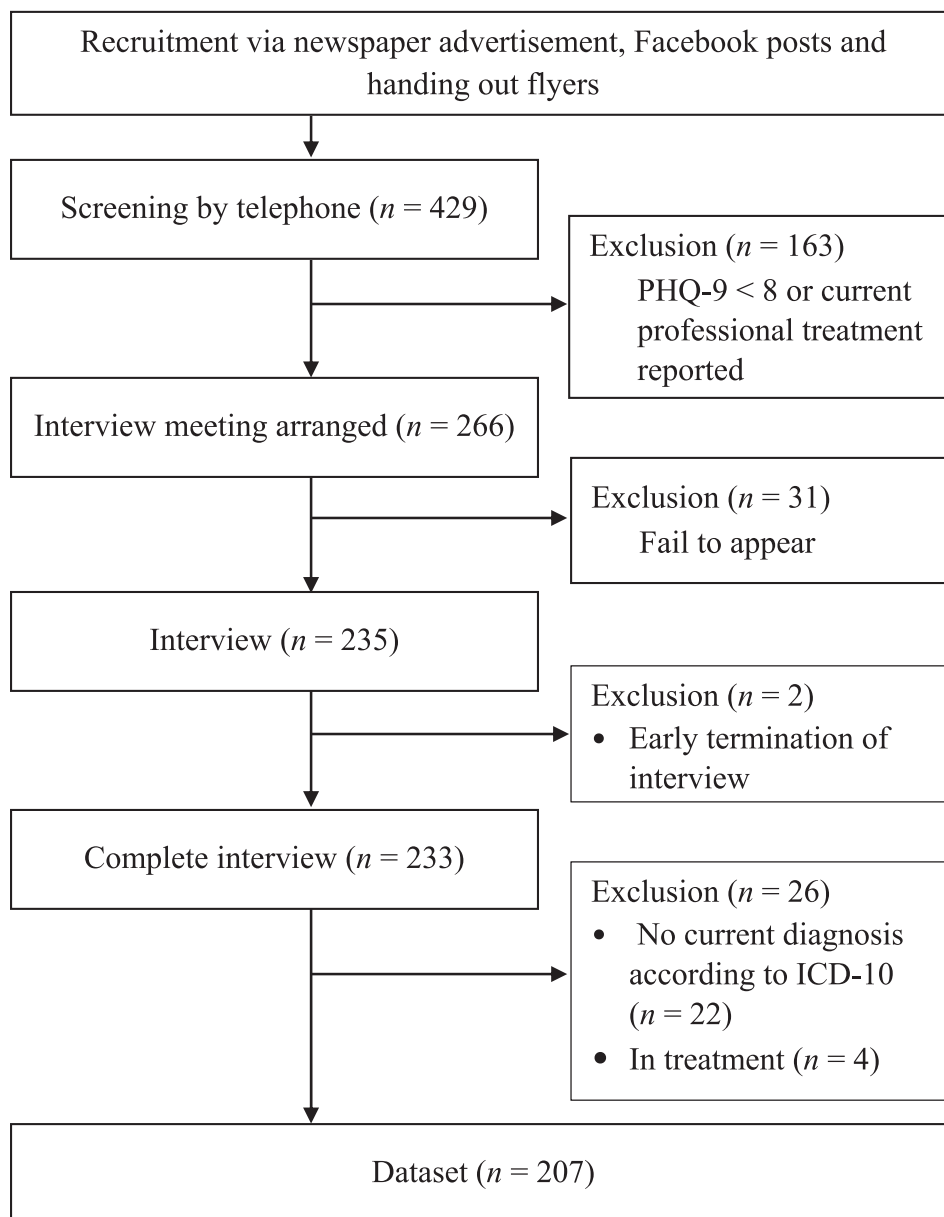 Recruitment via newspaper advertisement, Facebook posts and
handing out flyers
Screening by telephone (n = 429)
Exclusion (n = 163)
PHQ-9 < 8 or current
professional treatment
reported
Interview meeting arranged (n = 266)
Exclusion (n = 31)
Fail to appear
Interview (n = 235)
Exclusion (n = 2)
• Early termination of
interview
Complete interview (n = 233)
Exclusion (n = 26)
• No current diagnosis
according to ICD-10
(n = 22)
• In treatment (n = 4)
Dataset (n = 207)